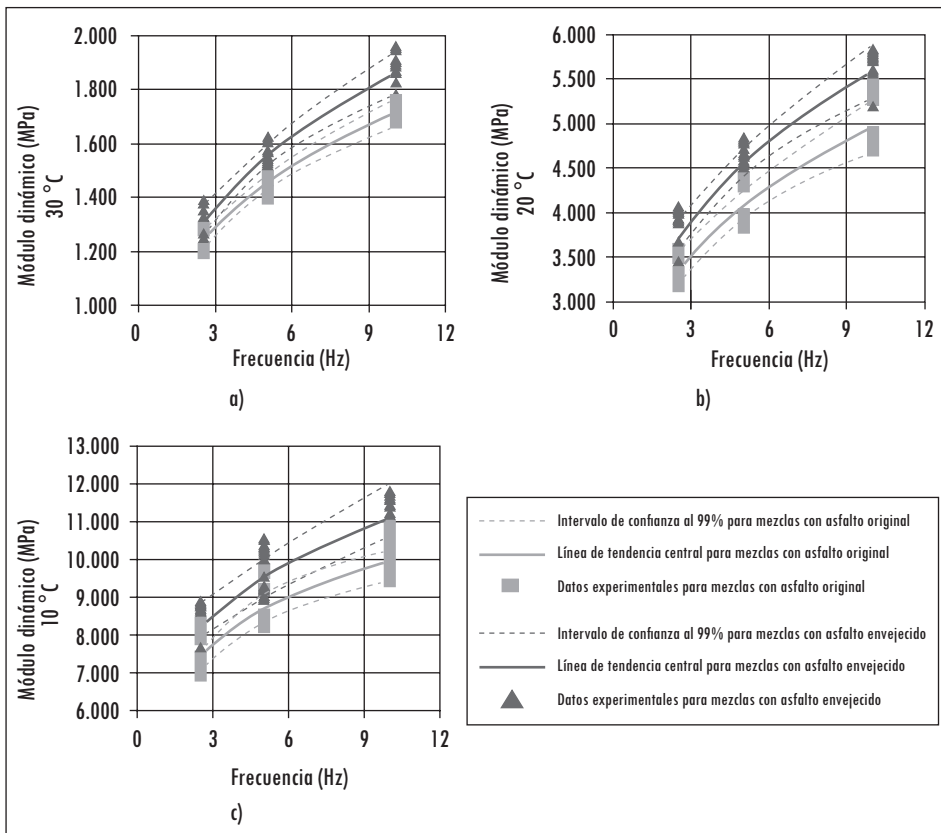 2.000
1.800
1.600
1.400
1.200
1.000
Módulo dinámico (MPa)
30 °C
0
3
6
9
12
Frecuencia (Hz)
a)
6.000
5.500
5.000
4.500
4.000
3.500
3.000
Módulo dinámico (MPa)
20 °C
0
3
6
9
12
Frecuencia (Hz)
b)
13.000
12.000
11.000
10.000
9.000
8.000
7.000
6.000
Módulo dinámico (MPa)
10 °C
0
3
6
9
12
Frecuencia (Hz)
c)
Intervalo de confianza al 99% para mezclas con asfalto original
Línea de tendencia central para mezclas con asfalto original
Datos experimentales para mezclas con asfalto original
Intervalo de confianza al 99% para mezclas con asfalto envejecido
Línea de tendencia central para mezclas con asfalto envejecido
Datos experimentales para mezclas con asfalto envejecido